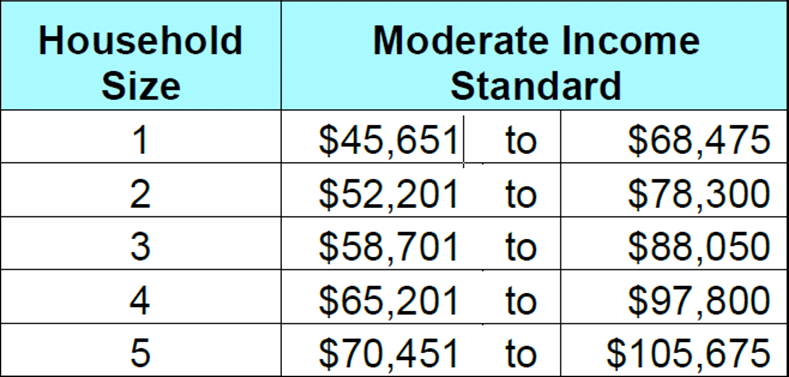 Household Size Moderate Income Standard
1 $45,651 to $68,475
2 $52,201 to $78,300
3 $58,701 to $88,050
4 $65,201 to $97,800
5 $70,451 to $105,675